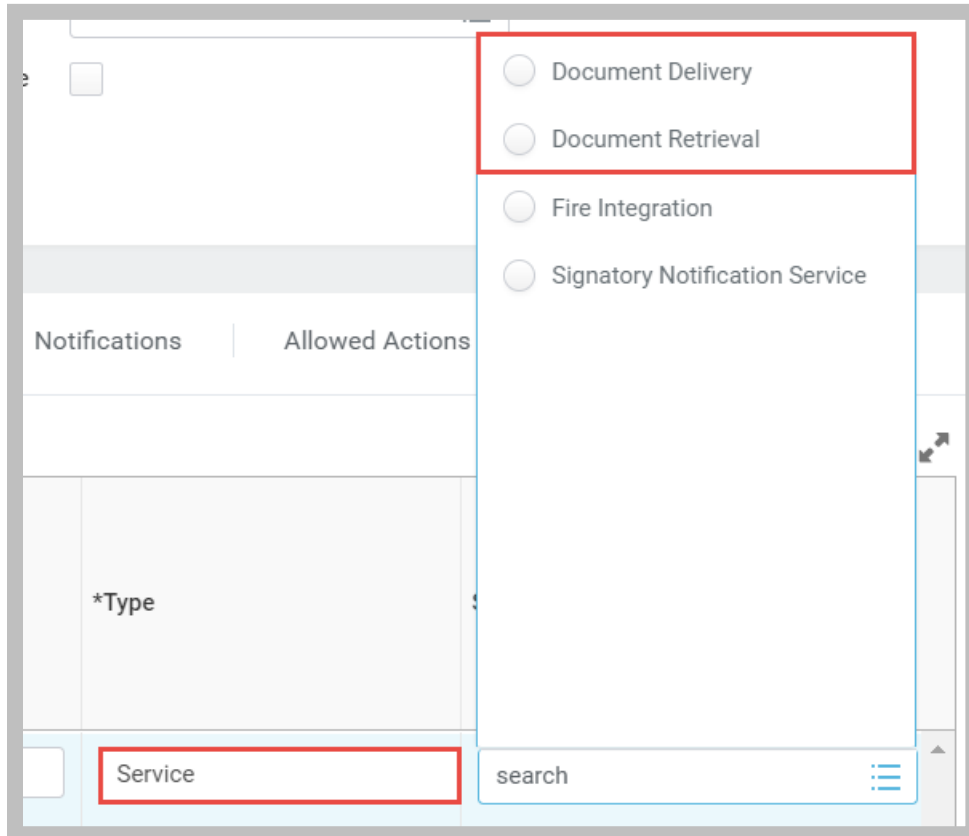 Document Delivery
Document Retrieval
Fire Integration
Signatory Notification Service
Notifications
Allowed Actions
*Type
Service
search